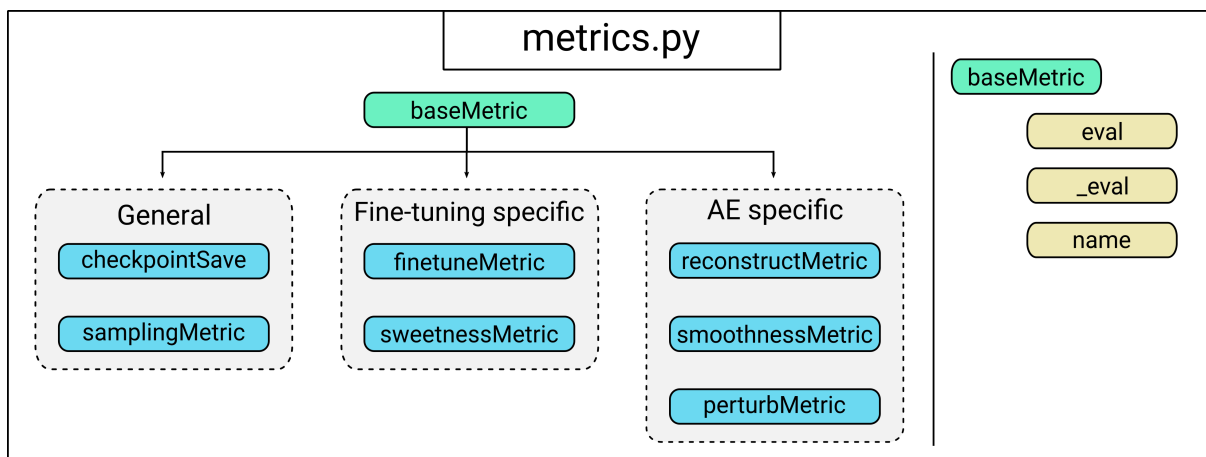 metrics.py
baseMetric
General
checkpointSave
samplingMetric
Fine-tuning specific
finetuneMetric
sweetnessMetric
AE specific
reconstructMetric
smoothnessMetric
perturbMetric
baseMetric
eval
_eval
name